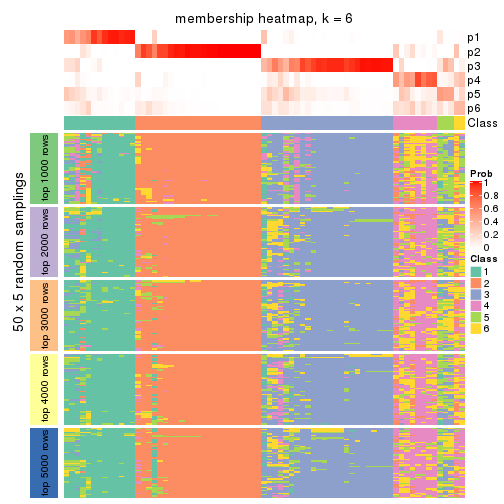 membership heatmap, k = 6
p1
p2
p3
p4
p5
p6
Class
50 x 5 random samplings
top 1000 rows
top 2000 rows
top 3000 rows
top 4000 rows
top 5000 rows
Prob
1
0.8
0.6
0.4
0.2
0
Class
1
2
3
4
5
6